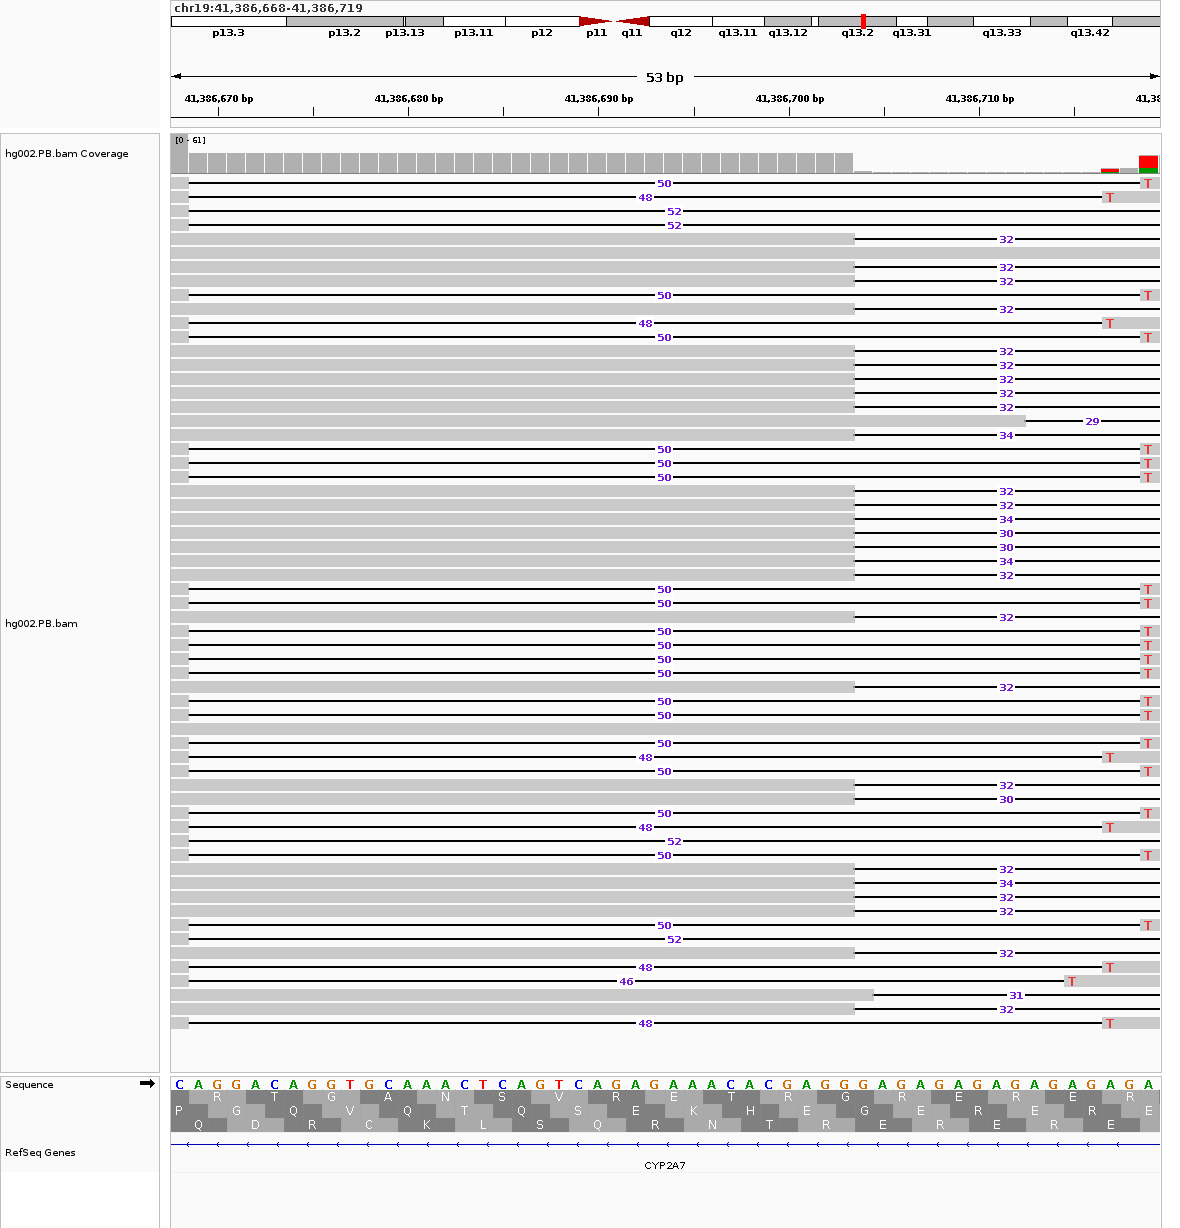 chr19:41,386,668-41,386,719
p13.3 p13.2 p13.13 p13.11 p12 p11 q11 q12 q13.11 q13.12 q13.2 q13.31 q13.33 q13.42
53 bp
41,386,670 bp 41,386,680 bp 41,386,690 bp 41,386,700 bp 41,386,710 bp 41,38
[0 - 61]
hg002.PB.bam Coverage
50 T
48 T
52
52
32
32
32
50 T
32
48 T
50 T
32
32
32
32
32
29
34
50 T
50 T
50 T
32
32
34
30
30
34
32
50 T
50 T
32
hg002.PB.bam
50 T
50 T
50 T
50 T
32
50 T
50 T
50 T
48 T
50 T
32
30
50 T
48 T
52
50 T
32
34
32
32
50 T
52
32
48 T
46 T
31
32
48 T
Sequence
C A G G A C A G G T G C A A A C T C A G T C A G A G A A A C A C G A G G G A G A G A G A G A G A G A G A
R T G A N S V R E T R G R E R E R
P G Q V Q T Q S E K H E G E R E R E
Q D R C K L S Q R N T R E R E R E
RefSeq Genes
CYP2A7